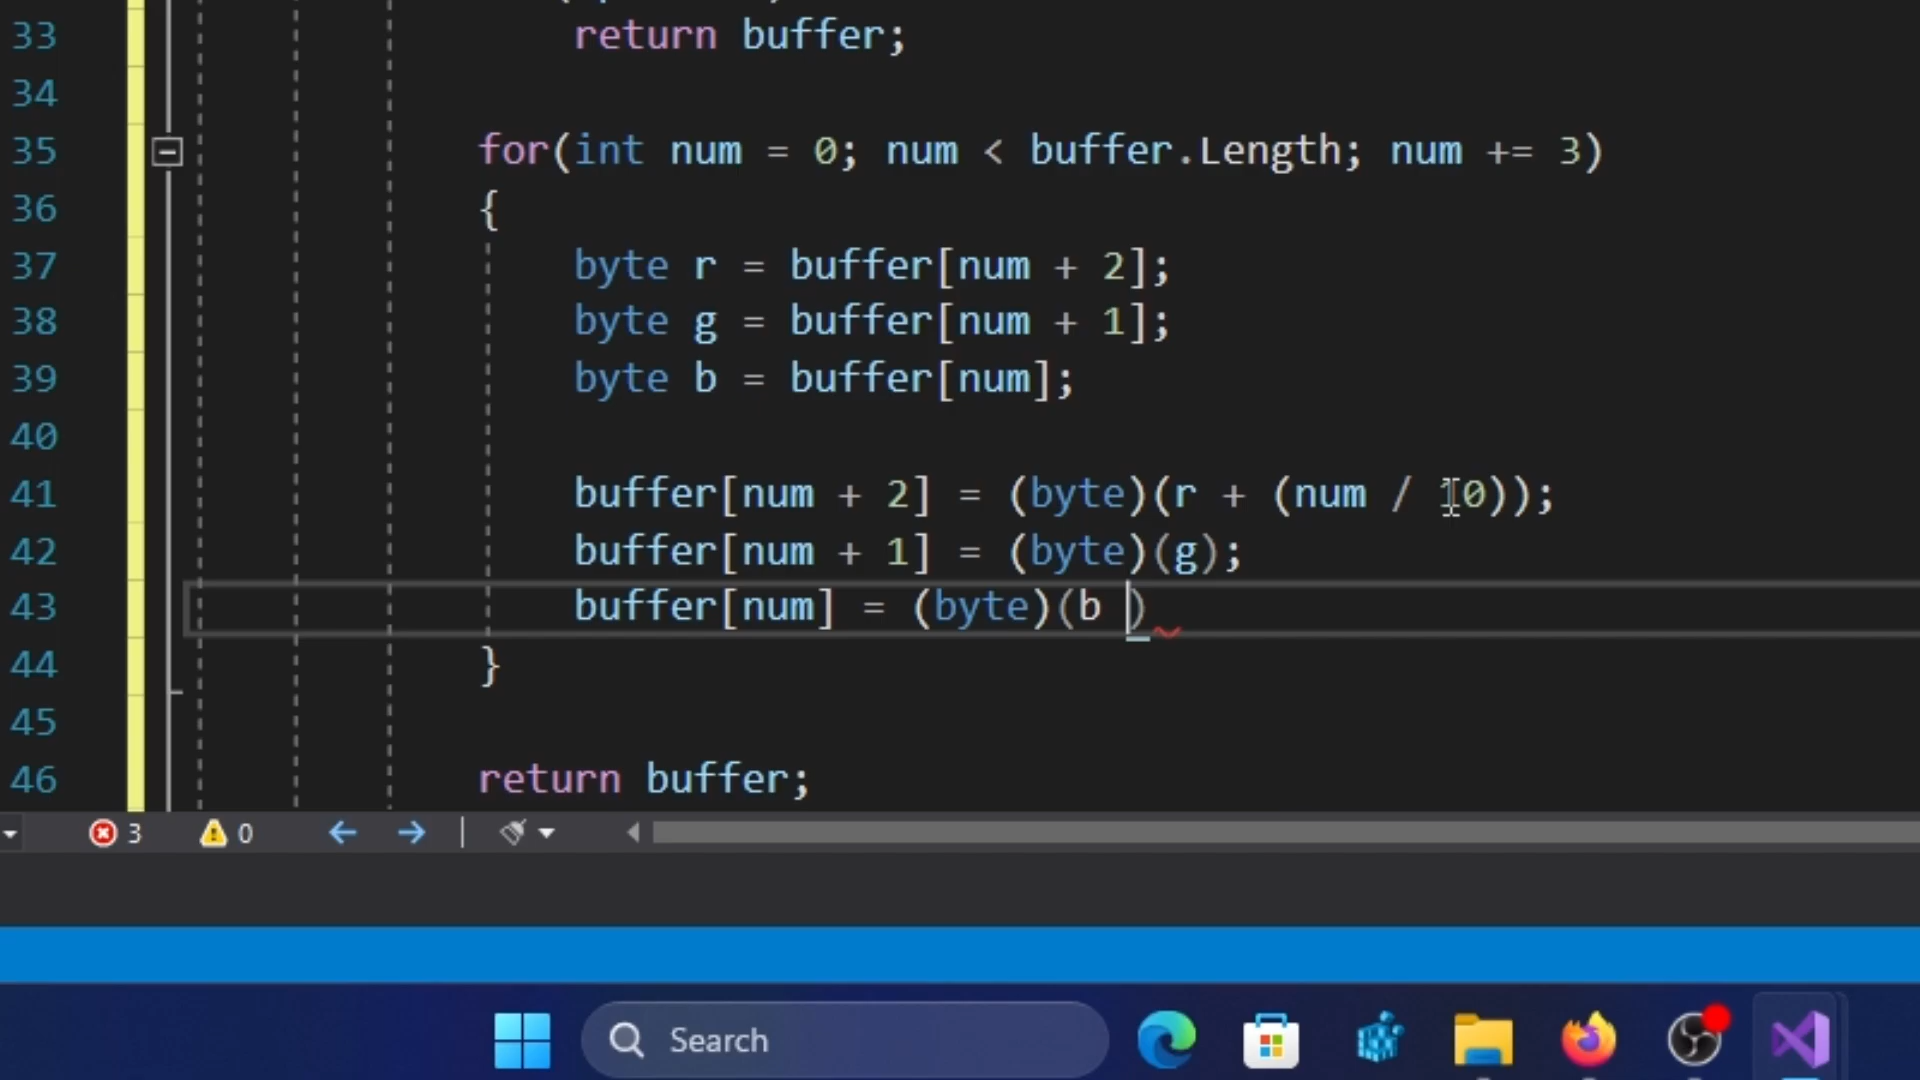 33 return buffer;
34
35 for(int num = 0; num < buffer.Length; num += 3)
36 {
37 byte r = buffer[num + 2];
38 byte g = buffer[num + 1];
39 byte b = buffer[num];
40
41 buffer[num + 2] = (byte)(r + (num / 10));
42 buffer[num + 1] = (byte)(g);
43 buffer[num] = (byte)(b )
44 }
45
46 return buffer;
3 0
Search